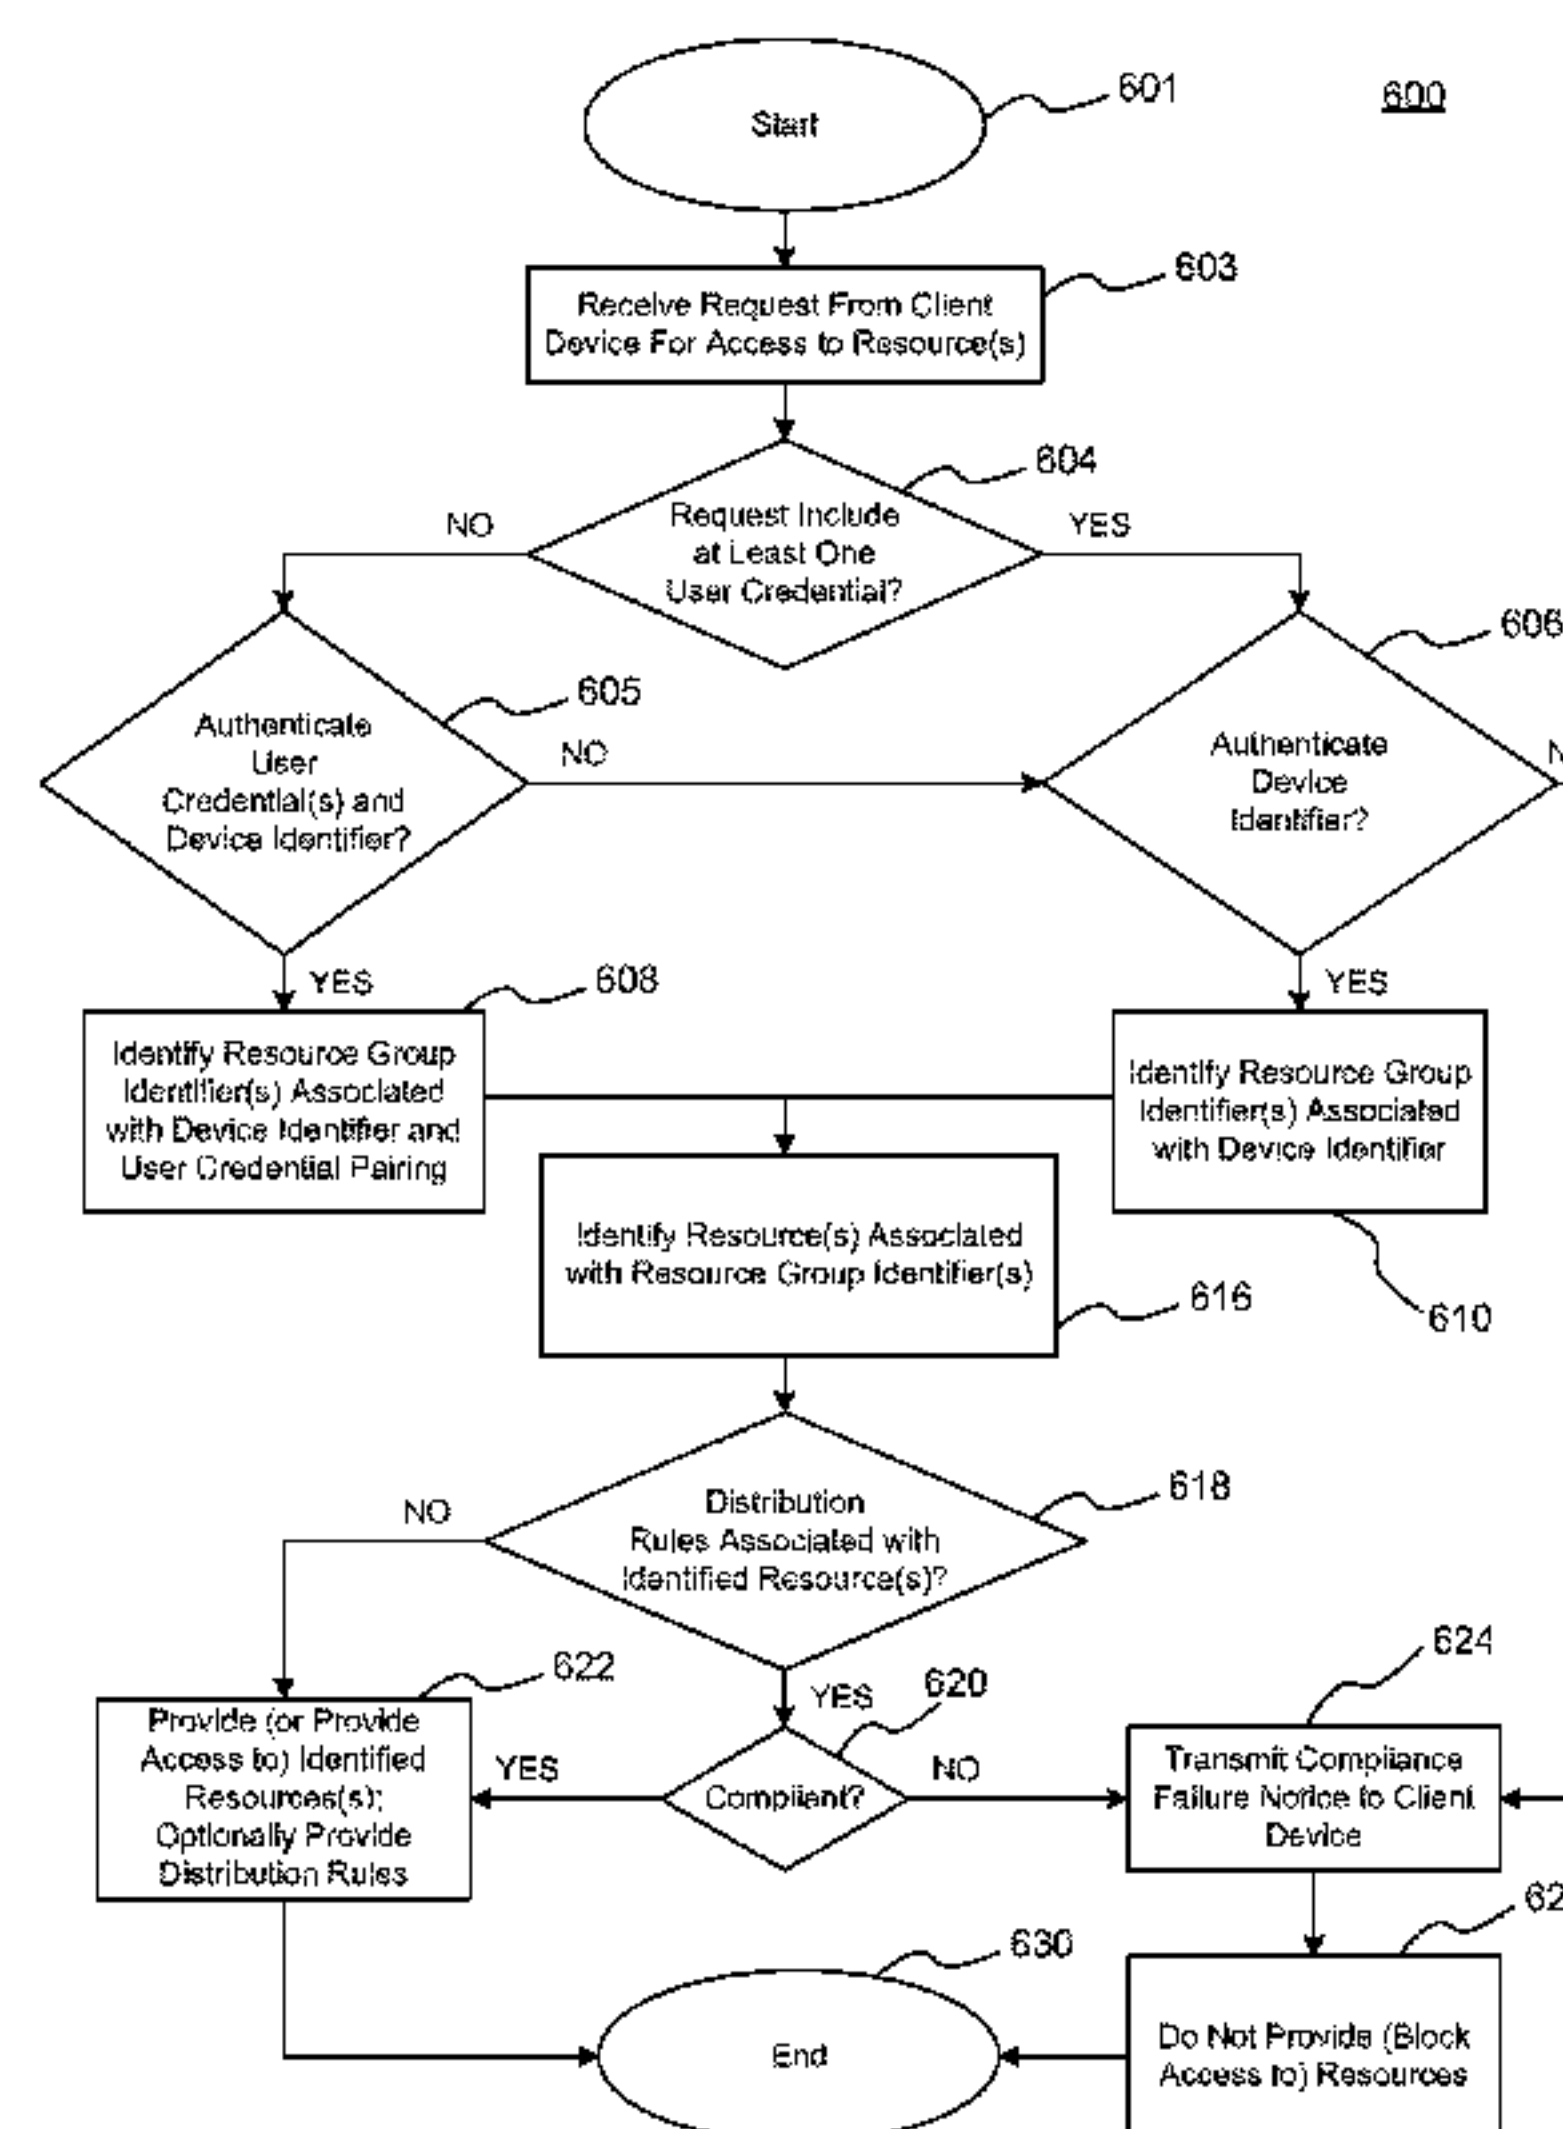 600
Start
601
Receive Request From Client
Device For Access to Resource(s)
603
Request Include
at Least One
User Credential?
604
NO
YES
Authenticate
User
Credential(s) and
Device Identifier?
605
NO
Authenticate
Device
Identifier?
606
YES
YES
Identify Resource Group
Identifier(s) Associated
with Device Identifier and
User Credential Pairing
608
Identify Resource Group
Identifier(s) Associated
with Device Identifier
610
Identify Resource(s) Associated
with Resource Group Identifier(s)
616
Distribution
Rules Associated with
Identified Resource(s)?
618
NO
YES
Provide (or Provide
Access to) Identified
Resources(s);
Optionally Provide
Distribution Rules
622
YES
Compliant?
620
NO
Transmit Compliance
Failure Notice to Client
Device
624
Do Not Provide (Block
Access to) Resources
End
630